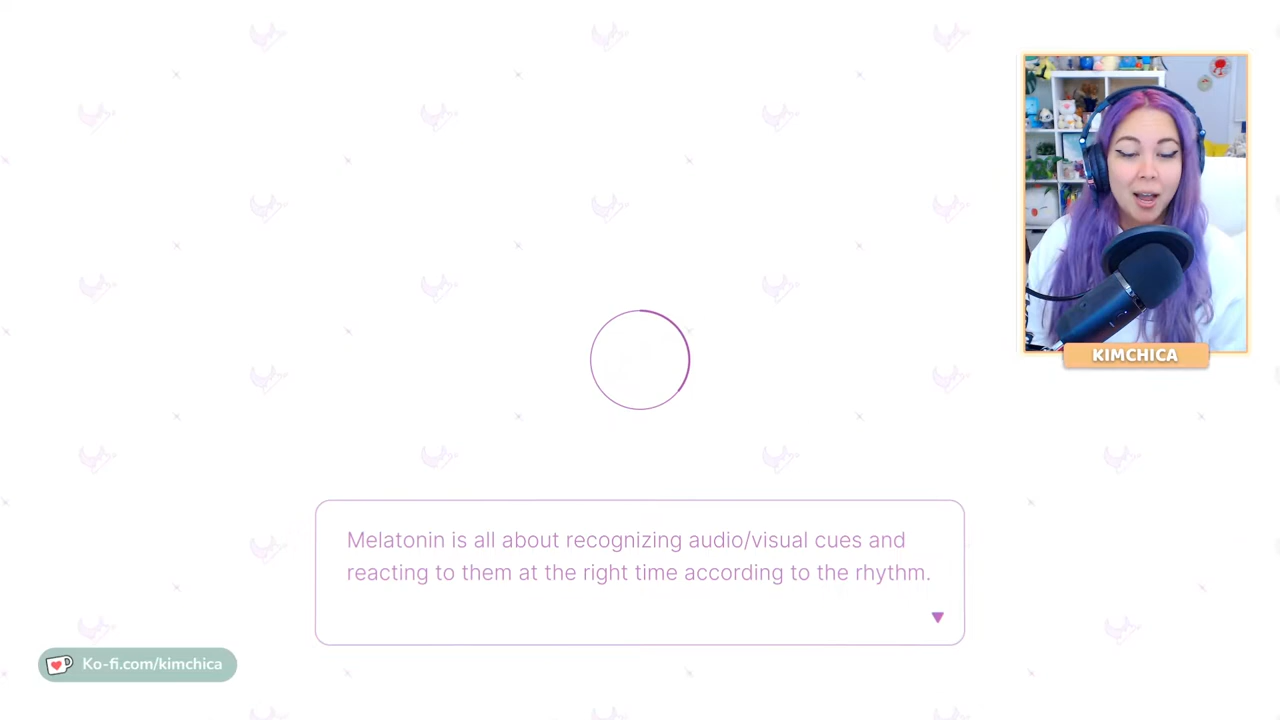 KIMCHICA
Melatonin is all about recognizing audio/visual cues and
reacting to them at the right time according to the rhythm.
Ko-fi.com/kimchica